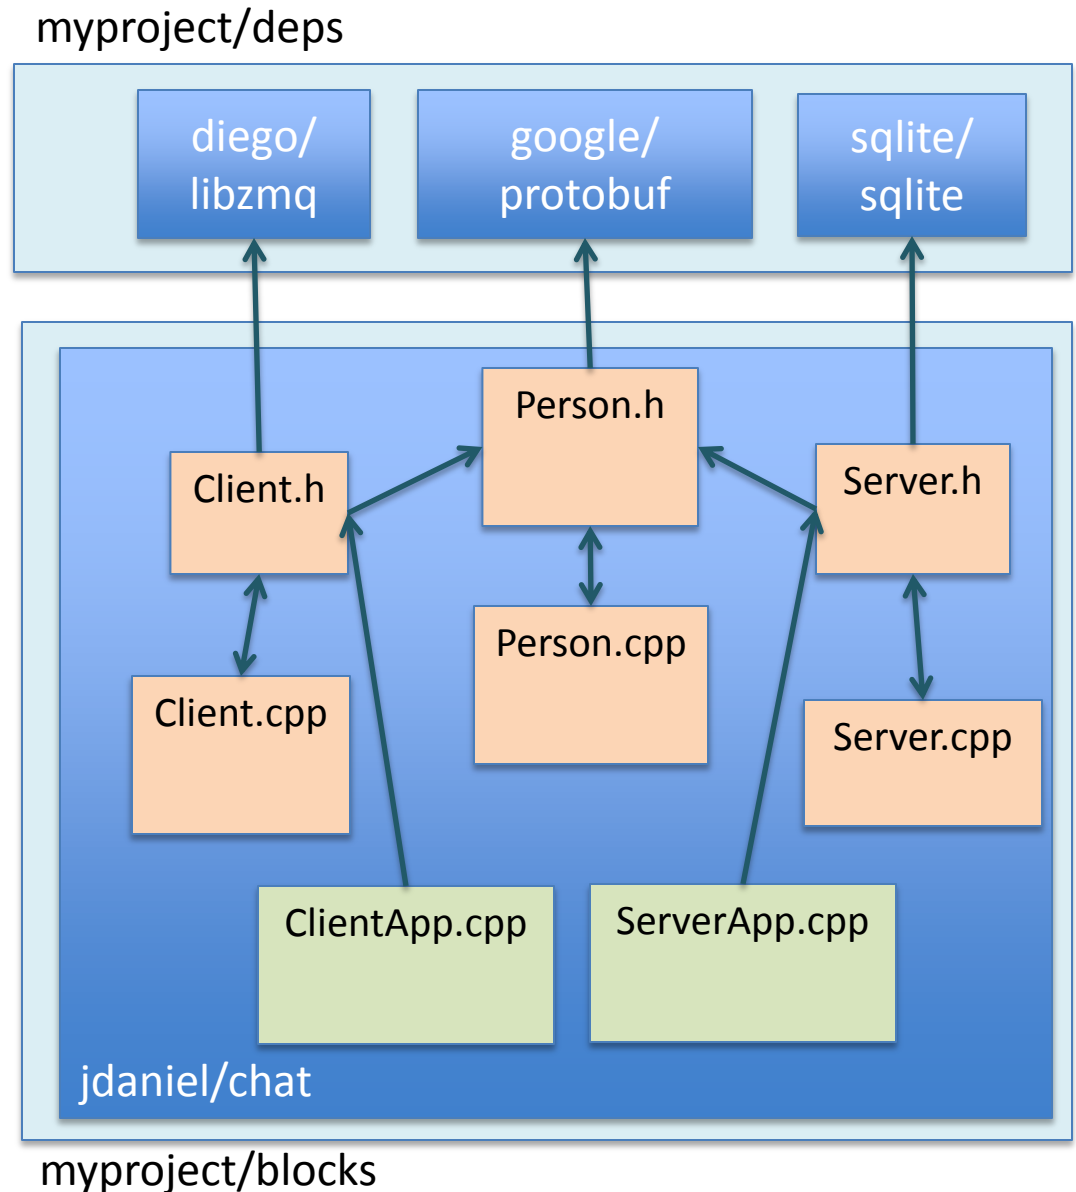 myproject/deps
diego/
libzmq
google/
protobuf
sqlite/
sqlite
Person.h
Client.h
Server.h
Person.cpp
Client.cpp
Server.cpp
ClientApp.cpp
ServerApp.cpp
jdaniel/chat
myproject/blocks